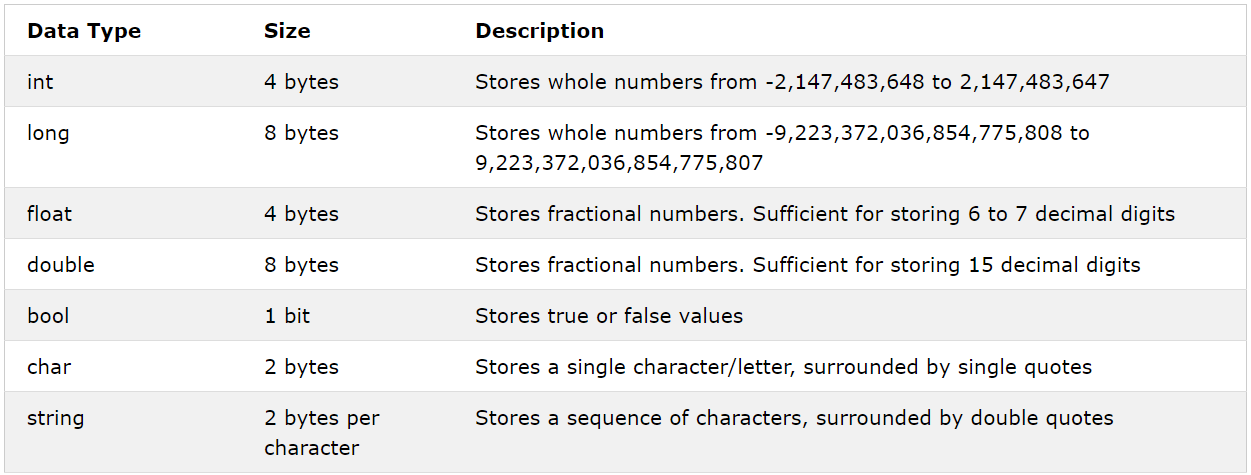 Data Type Size Description
int 4 bytes Stores whole numbers from -2,147,483,648 to 2,147,483,647
long 8 bytes Stores whole numbers from -9,223,372,036,854,775,808 to
9,223,372,036,854,775,807
float 4 bytes Stores fractional numbers. Sufficient for storing 6 to 7 decimal digits
double 8 bytes Stores fractional numbers. Sufficient for storing 15 decimal digits
bool 1 bit Stores true or false values
char 2 bytes Stores a single character/letter, surrounded by single quotes
string 2 bytes per Stores a sequence of characters, surrounded by double quotes
character